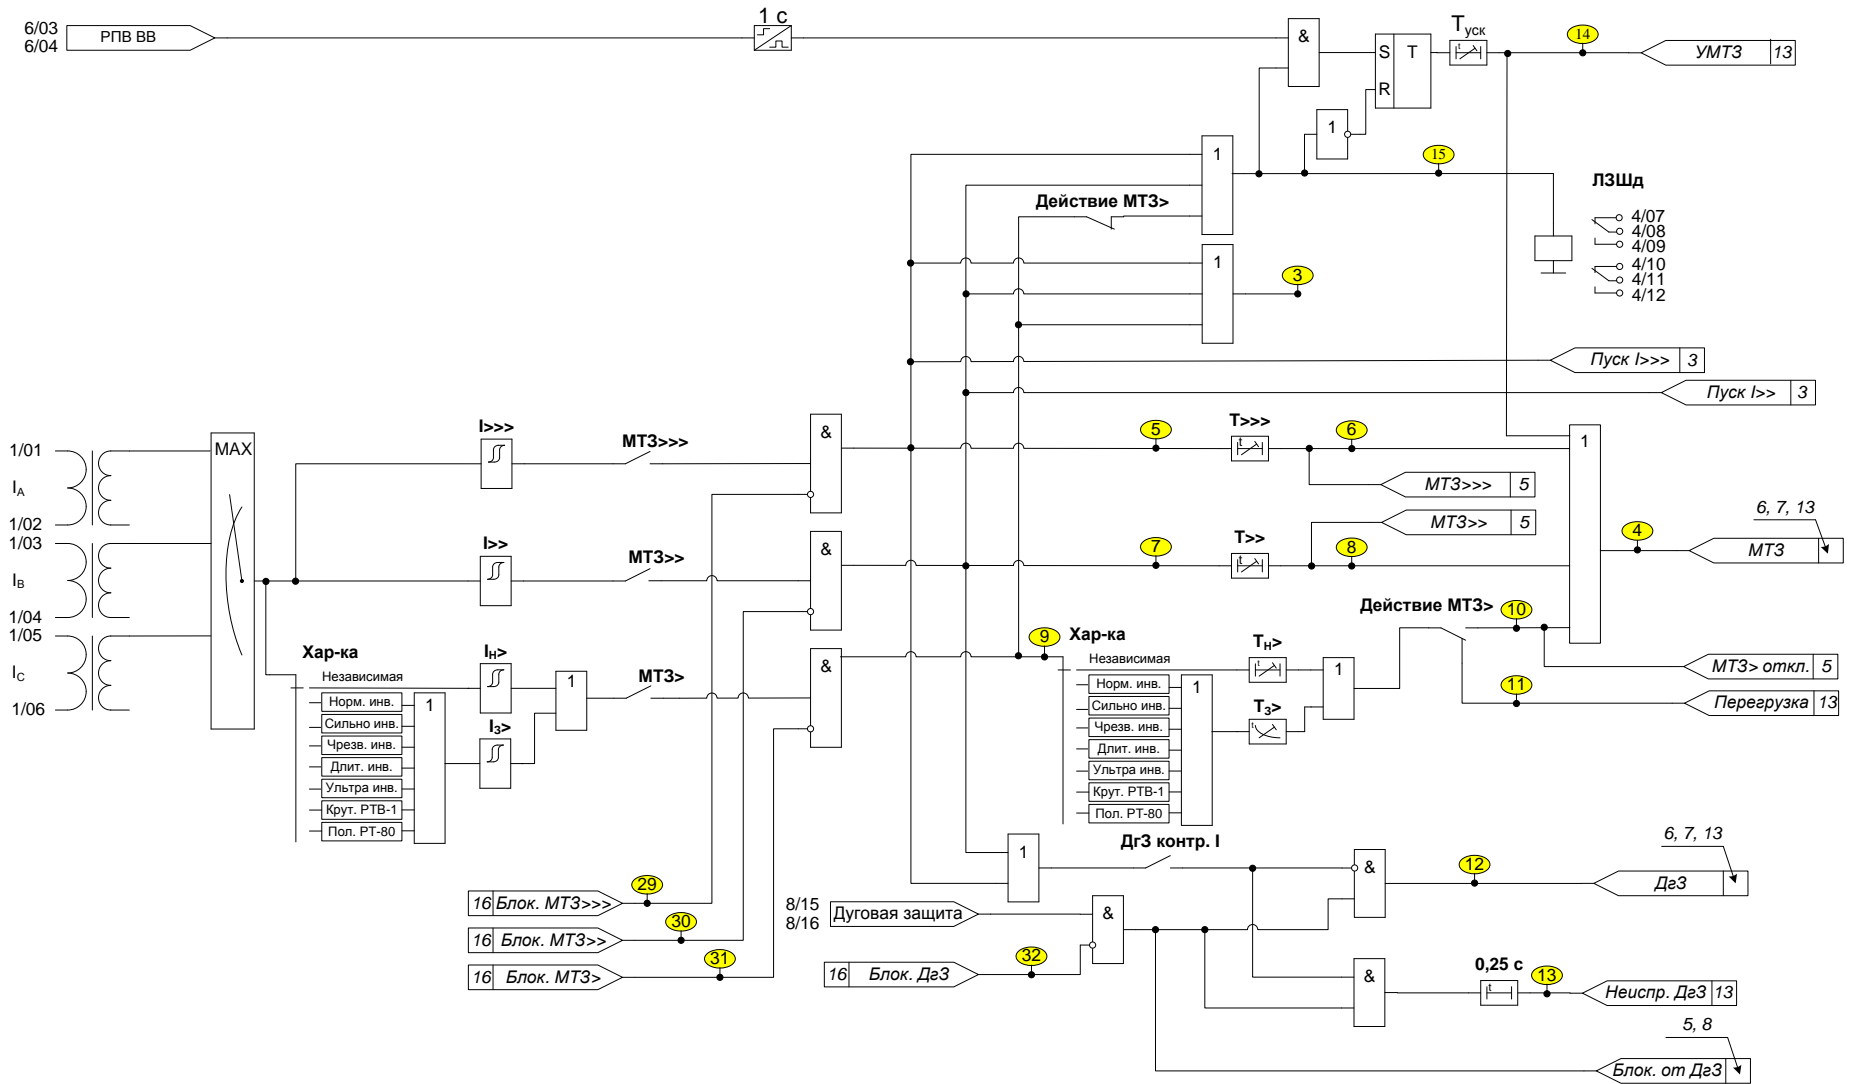 6/03
6/04
РПВ ВВ
1 с
&
S
R
T
Tуск
14
УМТЗ 13
1
1
15
Действие МТЗ>
ЛЗШд
4/07
4/08
4/09
4/10
4/11
4/12
1
3
Пуск I>>> 3
Пуск I>> 3
1/01
IA
1/02
1/03
IB
1/04
1/05
IC
1/06
MAX
I>>>
МТЗ>>>
&
5
T>>>
6
МТЗ>>> 5
I>>
МТЗ>>
&
7
T>>
8
МТЗ>> 5
1
4
6, 7, 13
МТЗ
Хар-ка
Независимая
Норм. инв.
Сильно инв.
Чрезв. инв.
Длит. инв.
Ультра инв.
Крут. РТВ-1
Пол. РТ-80
1
IН>
IЗ>
1
МТЗ>
&
9
Хар-ка
Независимая
Норм. инв.
Сильно инв.
Чрезв. инв.
Длит. инв.
Ультра инв.
Крут. РТВ-1
Пол. РТ-80
1
TН>
TЗ>
1
Действие МТЗ>
10
11
МТЗ> откл. 5
Перегрузка 13
16 Блок. МТЗ>>>
29
16 Блок. МТЗ>>
30
16 Блок. МТЗ>
31
1
ДгЗ контр. I
&
12
6, 7, 13
ДгЗ
8/15
8/16
Дуговая защита
&
16 Блок. ДгЗ
32
&
0,25 с
13
Неиспр. ДгЗ 13
5, 8
Блок. от ДгЗ